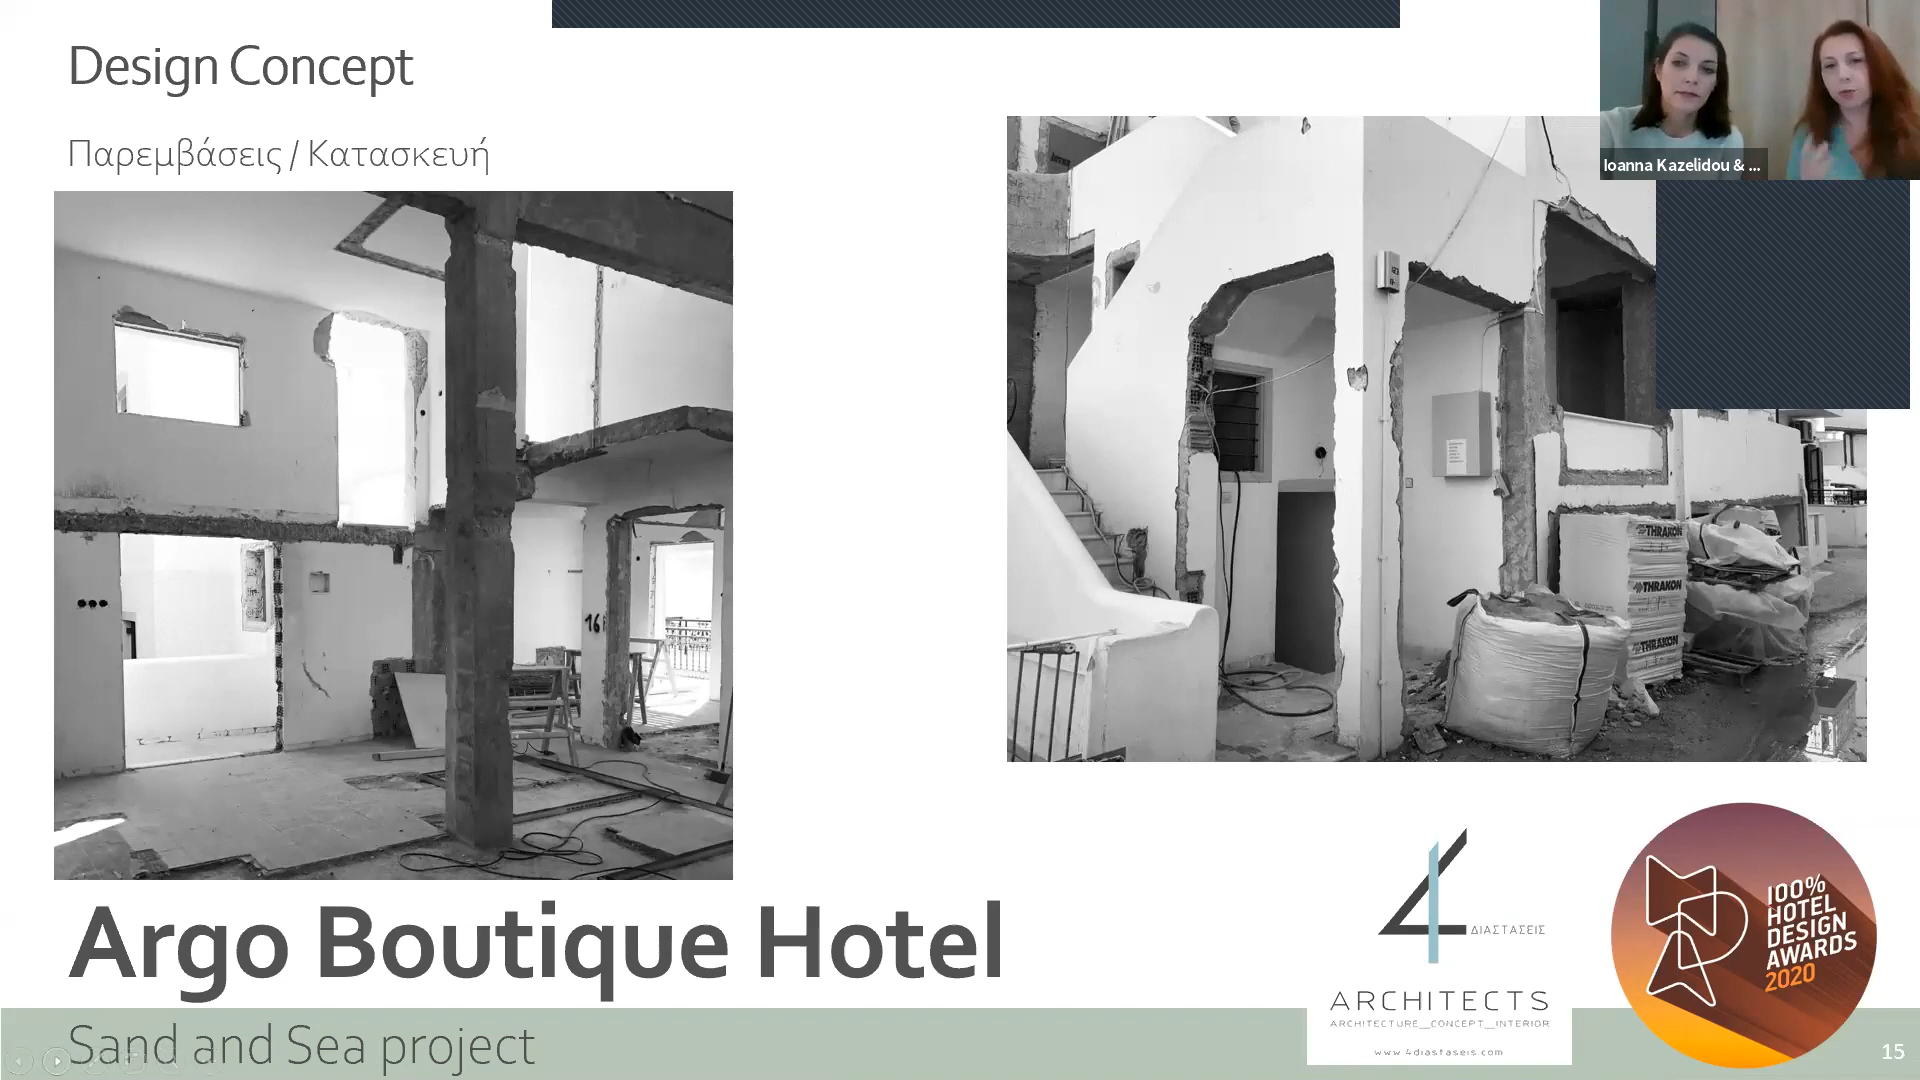 Design Concept
Παρεμβάσεις / Κατασκευή
Ioanna Kazelidou & ...
16
THRAKON
THRAKON
THRAKON
Argo Boutique Hotel
Sand and Sea project
4
ΔΙΑΣΤΑΣΕΙΣ
ARCHITECTS
ARCHITECTURE_CONCEPT_INTERIOR
www.4diastaseis.com
100%
HOTEL
DESIGN
AWARDS
2020
15